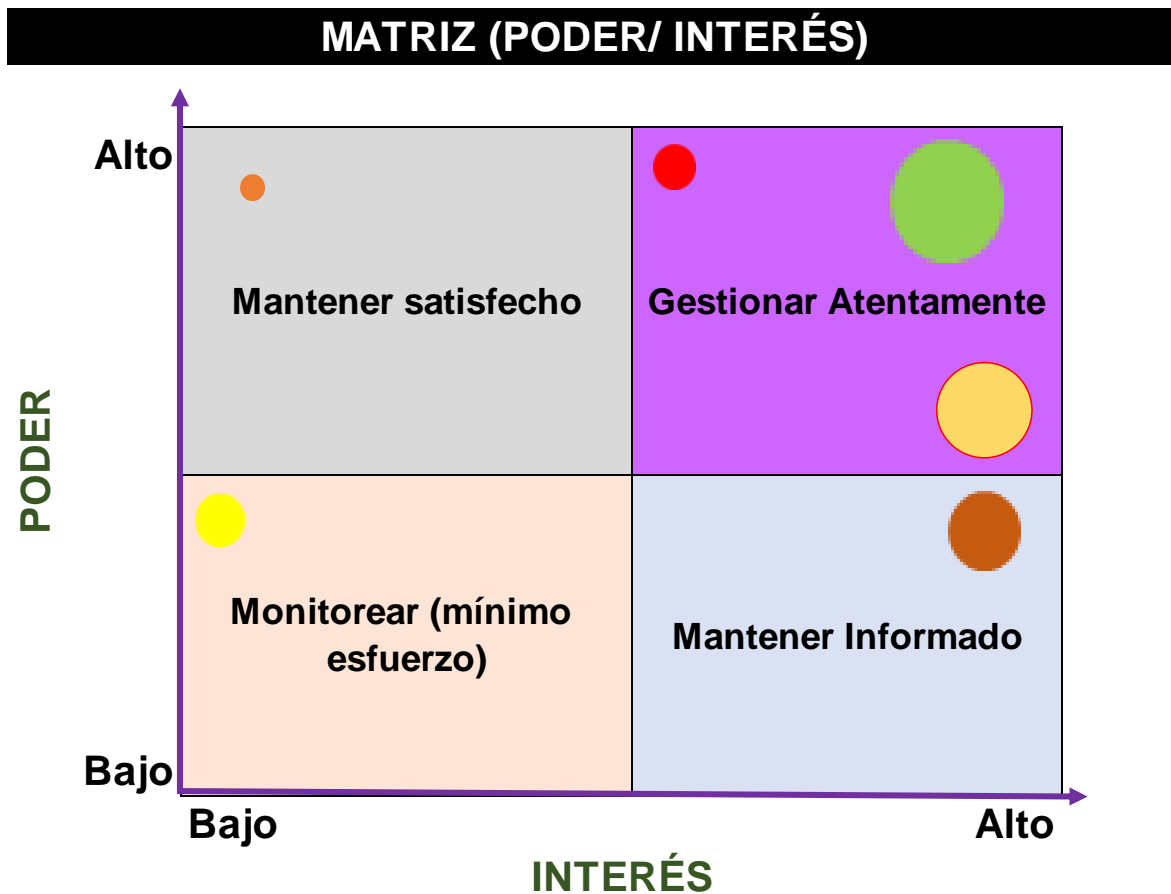 MATRIZ (PODER/ INTERÉS)
Alto
Mantener satisfecho
Gestionar Atentamente
PODER
Monitorear (mínimo
esfuerzo)
Mantener Informado
Bajo
Bajo
Alto
INTERÉS